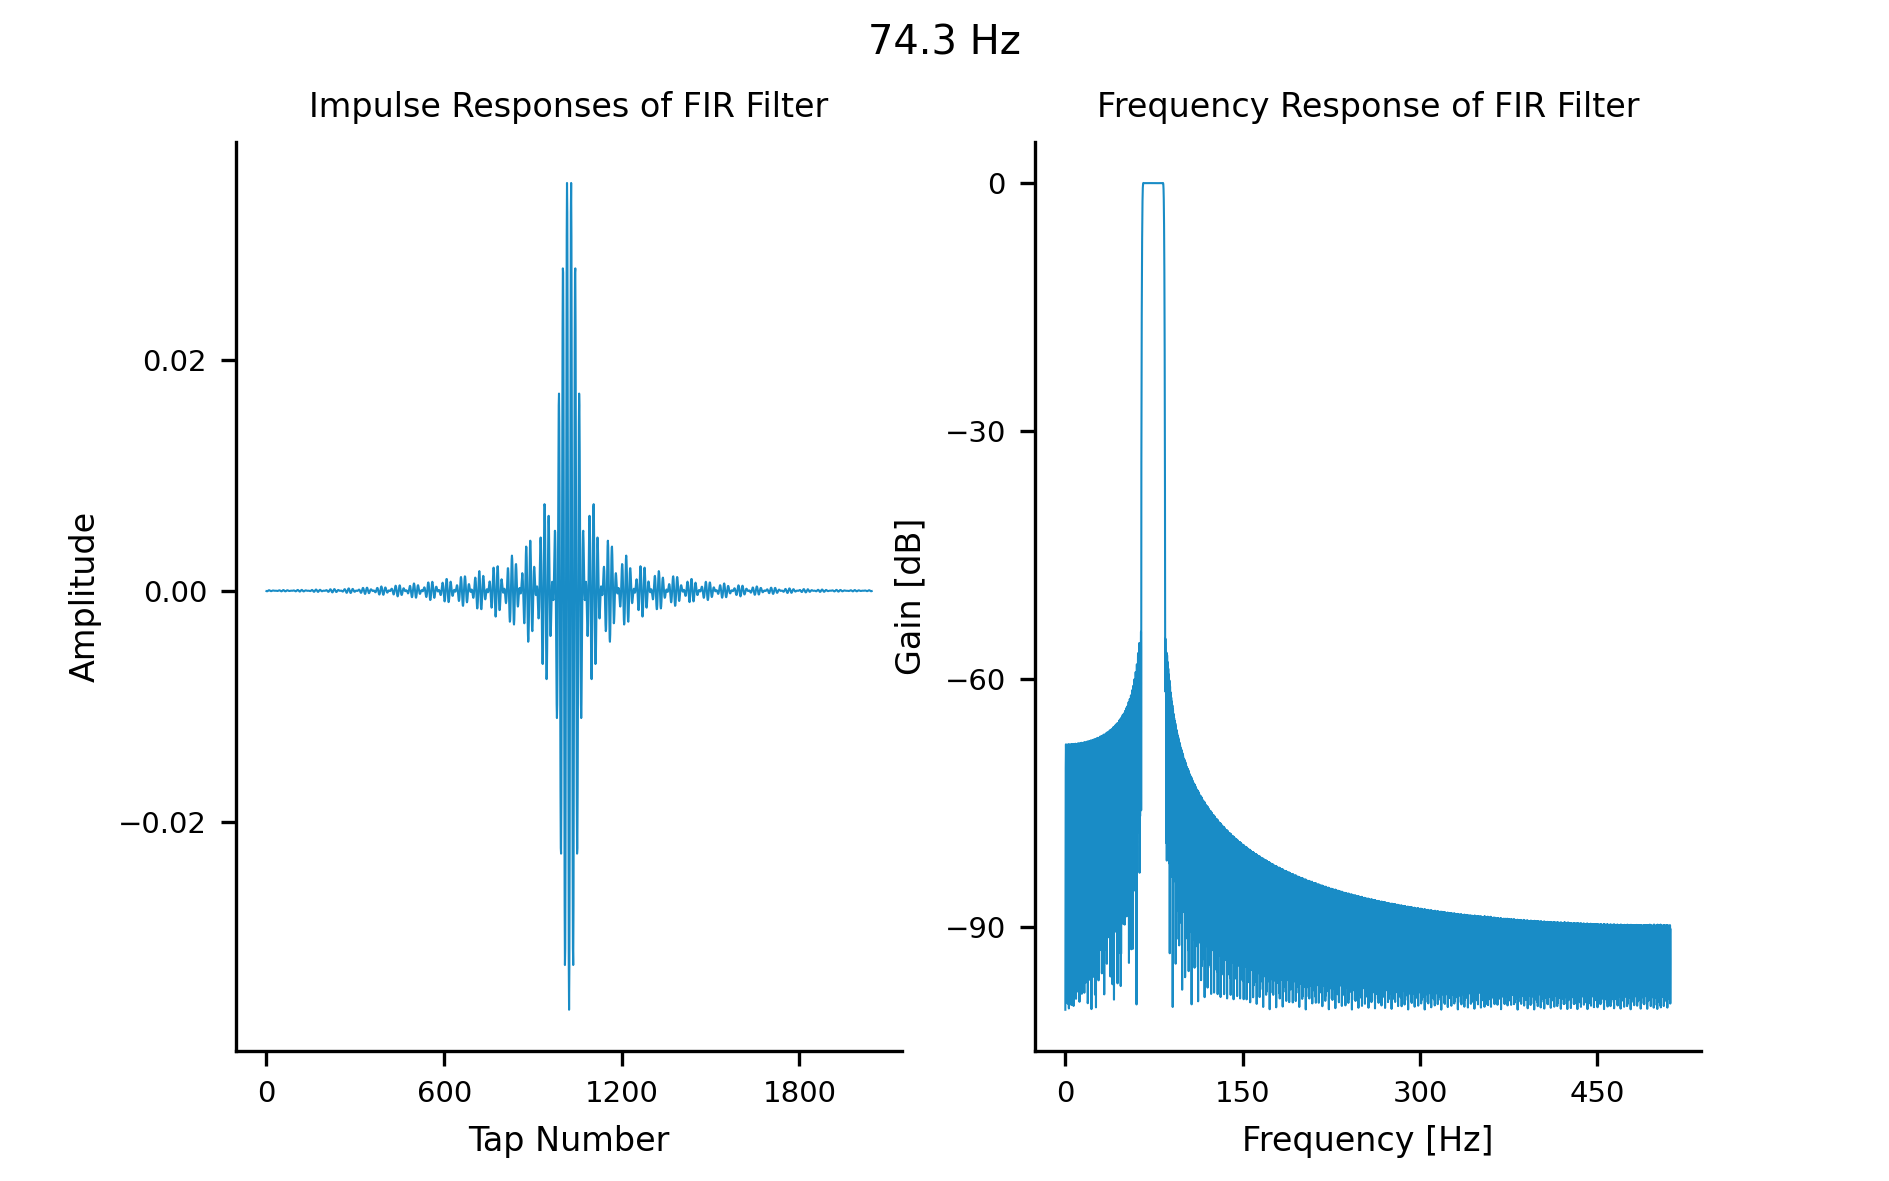 74.3 Hz
Impulse Responses of FIR Filter
Amplitude
0.02
0.00
−0.02
0
600
1200
1800
Tap Number
Frequency Response of FIR Filter
Gain [dB]
0
−30
−60
−90
0
150
300
450
Frequency [Hz]